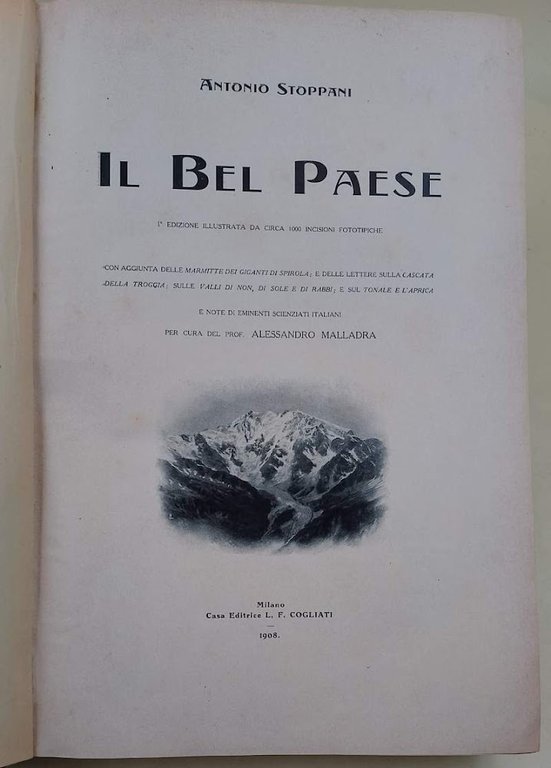 Antonio Stoppani
Il Bel Paese
1ª EDIZIONE ILLUSTRATA DA CIRCA 1000 INCISIONI FOTOTIPICHE
CON AGGIUNTA DELLE MARMITTE DEI GIGANTI DI SPIROLA; E DELLE LETTERE SULLA CASCATA
DELLA TROGGIA; SULLE VALLI DI NON, DI SOLE E DI RABBI; E SUL TONALE E L'APRICA
E NOTE DI EMINENTI SCIENZIATI ITALIANI
PER CURA DEL PROF. ALESSANDRO MALLADRA
Milano
Casa Editrice L. F. COGLIATI
—
1908.